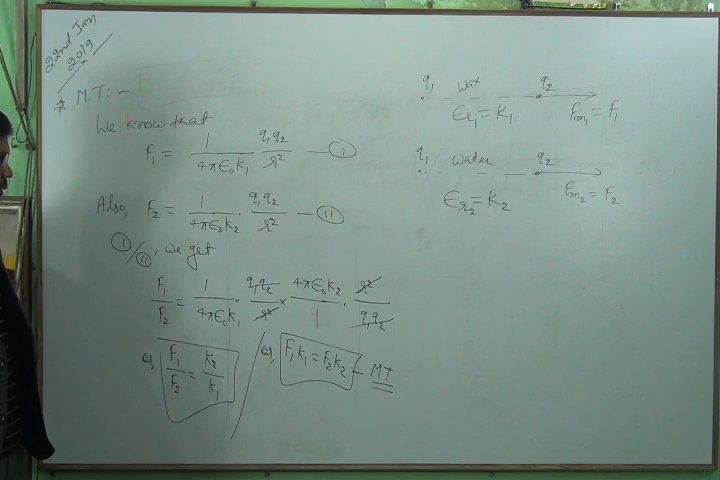 22nd Jan
2019
* M.T:-
We know that
F₁ = 1/4πϵ₀k₁ · q₁q₂/r² — (I)
Also, F₂ = 1/4πϵ₀k₂ · q₁q₂/r² — (II)
(I)/(II), we get
F₁/F₂ = 1/4πϵ₀k₁ × q₁q₂/r² × 4πϵ₀k₂/1 · r²/q₁q₂
or, F₁/F₂ = k₂/k₁ / or, F₁k₁ = F₂k₂ — MT
q₁ wax q₂
ϵr₁ = k₁ Fm₁ = F₁
q₁ water q₂
ϵr₂ = k₂ Fm₂ = F₂